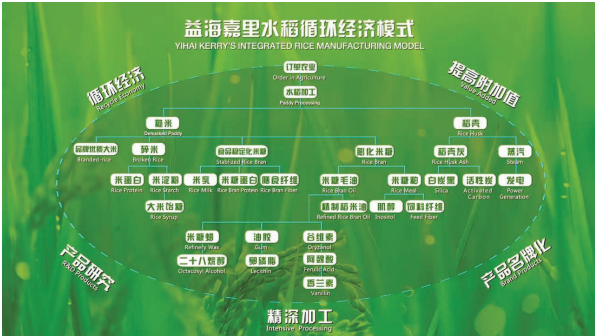 益海嘉里水稻循环经济模式
YIHAI KERRY'S INTEGRATED RICE MANUFACTURING MODEL
循环经济
Recycle Economy
提高附加值
Value Added
订单农业
Order in Agriculture
水稻加工
Paddy Processing
糙米
稻壳
Rice Husk
品牌优质大米
Branded-rice
碎米
Broken Rice
食品稳定化米糠
Stabilized Rice Bran
膨化米糠
Rice Bran
稻壳灰
Rice Husk Ash
蒸汽
Steam
米蛋白
Rice Protein
米淀粉
Rice Starch
米乳
Rice Milk
米糠蛋白
Rice Bran Protein
膳食纤维
Rice Bran Fiber
米糠毛油
Rice Bran Oil
米糠粕
Rice Meal
白炭黑
Silica
活性炭
Activated
Carbon
发电
Power
Generation
大米饴糖
Rice Syrup
精制稻米油
Refined Rice Bran Oil
肌醇
Inositol
饲料纤维
Feed Fiber
米糠蜡
Refinely Wax
油胶
Gum
谷维素
Oryzanol
二十八烷醇
Octacosyl Alcohol
卵磷脂
Lecithin
阿魏酸
Ferulic Acid
香兰素
Vanillin
产品研究
R&D Products
产品名牌化
Brand Products
精深加工
Intensive Processing